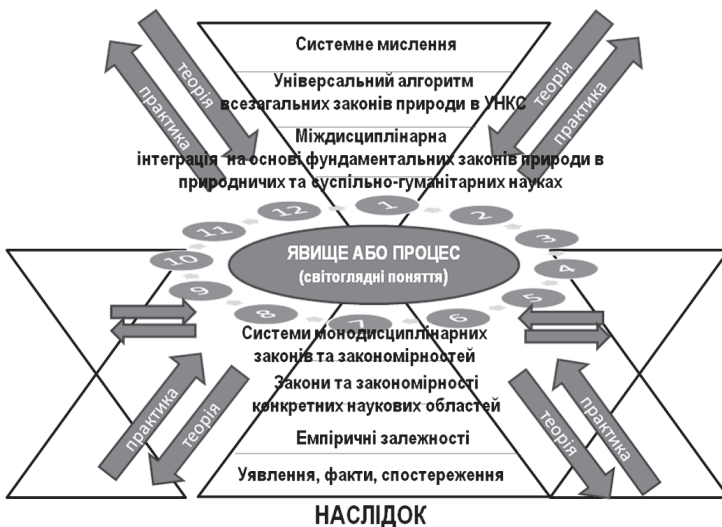 Системне мислення
Універсальний алгоритм
всезагальних законів природи в УНКС
Міждисциплінарна
інтеграція на основі фундаментальних законів природи в
природничих та суспільно-гуманітарних науках
теорія
практика
теорія
практика
1
2
3
4
5
6
7
8
9
10
11
12
ЯВИЩЕ АБО ПРОЦЕС
(світоглядні поняття)
Системи монодисциплінарних
законів та закономірностей
Закони та закономірності
конкретних наукових областей
Емпіричні залежності
Уявлення, факти, спостереження
практика
теорія
теорія
практика
НАСЛІДОК